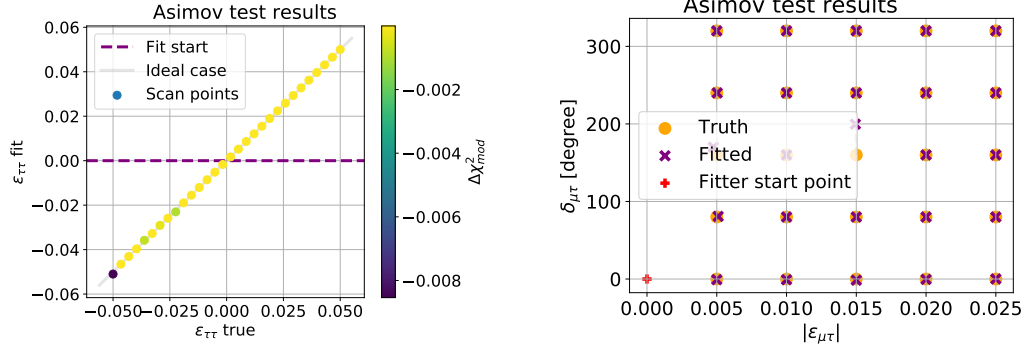 Asimov test results
0.06
0.04
0.02
0.00
−0.02
−0.04
−0.06
ε_ττ fit
Fit start
Ideal case
Scan points
−0.050
−0.025
0.000
0.025
0.050
ε_ττ true
−0.002
−0.004
−0.006
−0.008
Δχ²_mod
Asimov test results
300
200
100
0
δ_μτ [degree]
Truth
Fitted
Fitter start point
0.000
0.005
0.010
0.015
0.020
0.025
|ε_μτ|